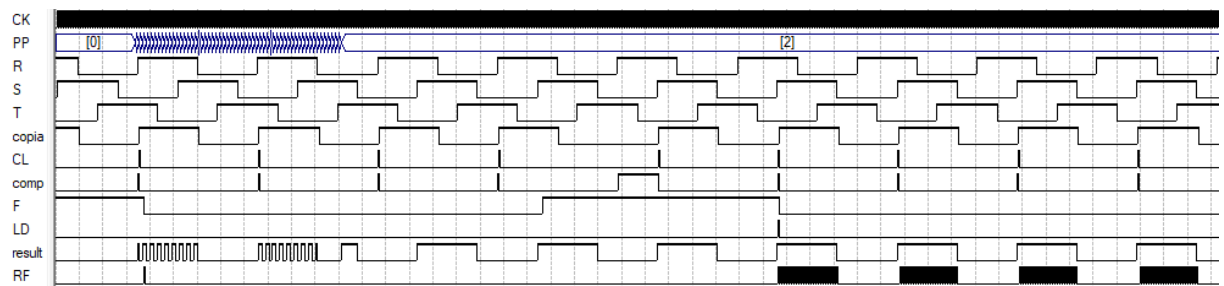 CK
PP [0] [2]
R
S
T
copia
CL
comp
F
LD
result
RF